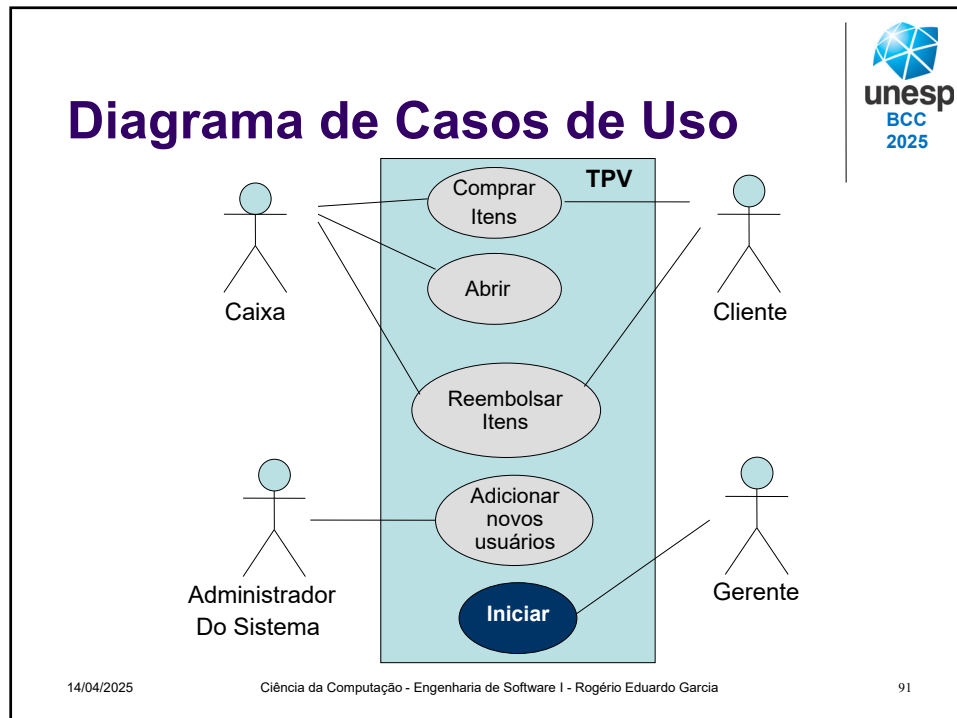 unesp
BCC
2025
Diagrama de Casos de Uso
TPV
Comprar
Itens
Abrir
Caixa
Cliente
Reembolsar
Itens
Adicionar
novos
usuários
Administrador
Do Sistema
Iniciar
Gerente
14/04/2025
Ciência da Computação - Engenharia de Software I - Rogério Eduardo Garcia
91